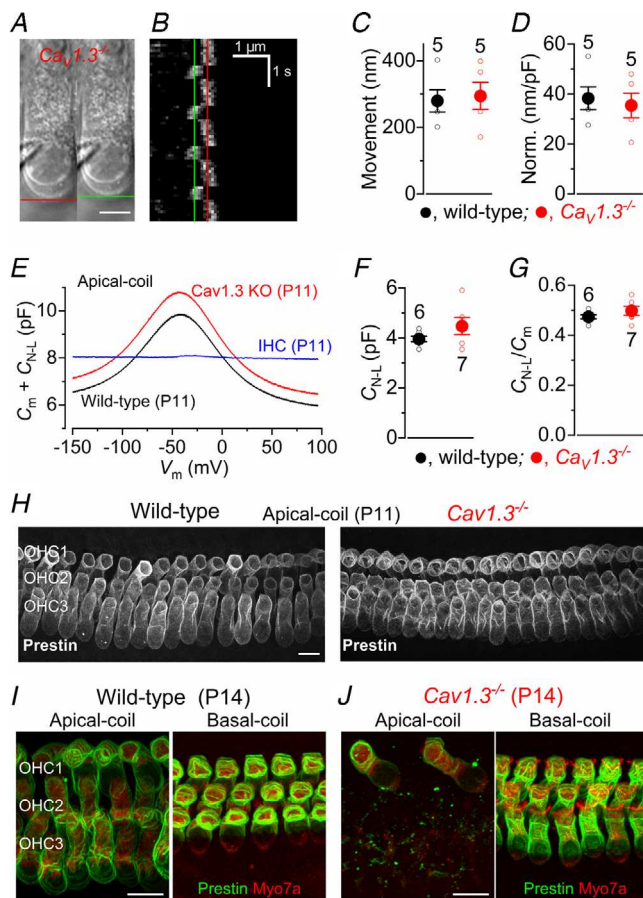 A
B
C
D
CaV1.3-/-
1 µm
1 s
Movement (nm)
400
200
0
5
5
Norm. (nm/pF)
60
40
20
0
5
5
●, wild-type; ●, CaV1.3-/-
E
F
G
Apical-coil
Cav1.3 KO (P11)
IHC (P11)
Wild-type (P11)
Cm + CN-L (pF)
10
8
6
-150 -100 -50 0 50 100
Vm (mV)
CN-L (pF)
6
4
2
0
6
7
CN-L/Cm
0.6
0.4
0.2
0.0
6
7
●, wild-type; ●, CaV1.3-/-
H
Wild-type
Apical-coil (P11)
Cav1.3-/-
OHC1
OHC2
OHC3
Prestin
I
Wild-type (P14)
J
Cav1.3-/- (P14)
Apical-coil
Basal-coil
Apical-coil
Basal-coil
OHC1
OHC2
OHC3
Prestin Myo7a
Prestin Myo7a